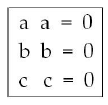 a a = 0
b b = 0
c c = 0